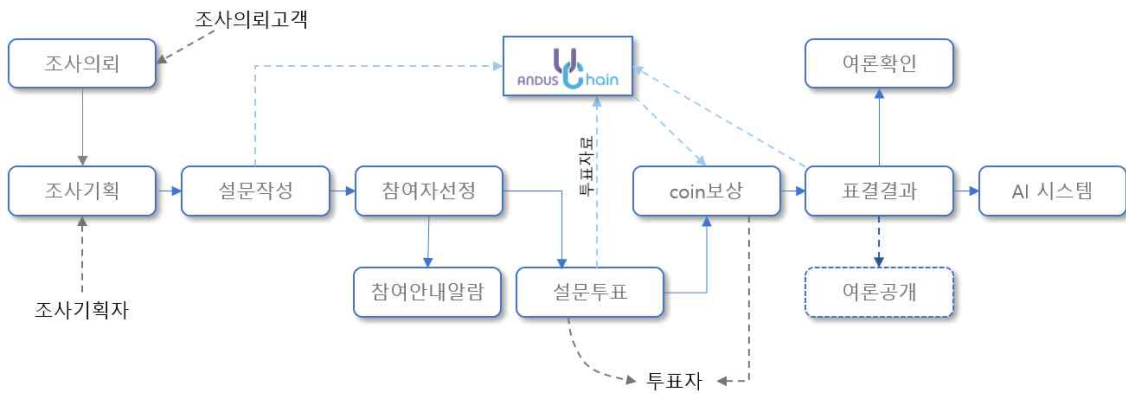 조사의뢰고객
조사의뢰
ANDUS Chain
여론확인
투표자료
조사기획
설문작성
참여자선정
coin보상
표결결과
AI 시스템
참여안내알람
설문투표
여론공개
조사기획자
투표자